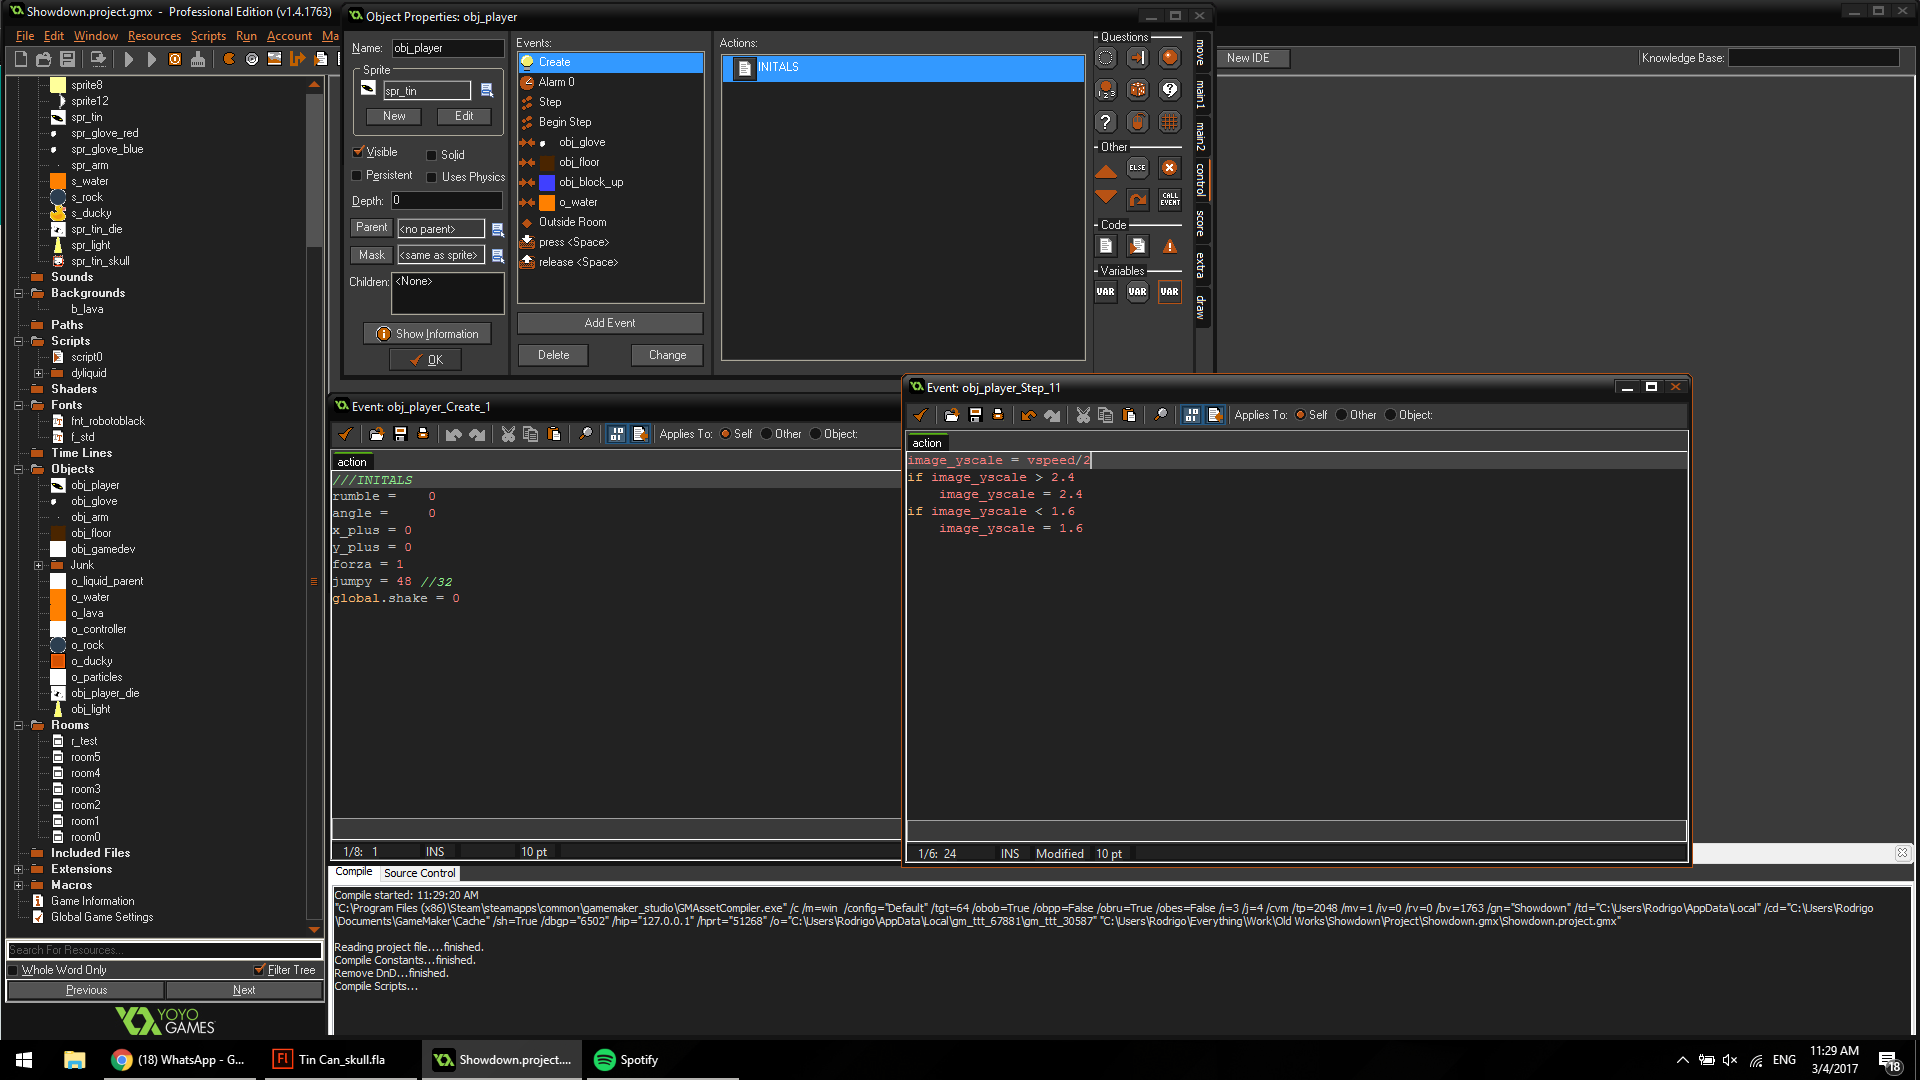 Showdown.project.gmx - Professional Edition (v1.4.1763)
File Edit Window Resources Scripts Run Account Ma
sprite8
sprite12
spr_tin
spr_glove_red
spr_glove_blue
spr_arm
s_water
s_rock
s_ducky
spr_tin_die
spr_light
spr_tin_skull
Sounds
Backgrounds
b_lava
Paths
Scripts
script0
dyliquid
Shaders
Fonts
fnt_robotoblack
f_std
Time Lines
Objects
obj_player
obj_glove
obj_arm
obj_floor
obj_gamedev
Junk
o_liquid_parent
o_water
o_lava
o_controller
o_rock
o_ducky
o_particles
obj_player_die
obj_light
Rooms
r_test
room5
room4
room3
room2
room1
room0
Included Files
Extensions
Macros
Game Information
Global Game Settings
Search For Resources...
Whole Word Only Filter Tree
Previous Next
YOYO
GAMES
Object Properties: obj_player
Name: obj_player
Sprite
spr_tin
New Edit
Visible Solid
Persistent Uses Physics
Depth: 0
Parent <no parent>
Mask <same as sprite>
Children: <None>
Show Information
OK
Events:
Create
Alarm 0
Step
Begin Step
obj_glove
obj_floor
obj_block_up
o_water
Outside Room
press <Space>
release <Space>
Add Event
Delete Change
Actions:
INITALS
Questions
Other
ELSE
CALL EVENT
Code
Variables
VAR VAR VAR
move
main1
main2
control
score
extra
draw
New IDE
Knowledge Base:
Event: obj_player_Create_1
Applies To: Self Other Object:
action
///INITALS
rumble = 0
angle = 0
x_plus = 0
y_plus = 0
forza = 1
jumpy = 48 //32
global.shake = 0
1/8: 1 INS 10 pt
Event: obj_player_Step_11
Applies To: Self Other Object:
action
image_yscale = vspeed/2
if image_yscale > 2.4
image_yscale = 2.4
if image_yscale < 1.6
image_yscale = 1.6
1/6: 24 INS Modified 10 pt
Compile Source Control
Compile started: 11:29:20 AM
"C:\Program Files (x86)\Steam\steamapps\common\gamemaker_studio\GMAssetCompiler.exe" /c /m=win /config="Default" /tgt=64 /obob=True /obpp=False /obru=True /obes=False /i=3 /j=4 /cvm /tp=2048 /mv=1 /iv=0 /rv=0 /bv=1763 /gn="Showdown" /td="C:\Users\Rodrigo\AppData\Local" /cd="C:\Users\Rodrigo
\Documents\GameMaker\Cache" /sh=True /dbgp="6502" /hip="127.0.0.1" /hprt="51268" /o="C:\Users\Rodrigo\AppData\Local\gm_ttt_67881\gm_ttt_30587" "C:\Users\Rodrigo\Everything\Work\Old Works\Showdown\Project\Showdown.gmx\Showdown.project.gmx"
Reading project file....finished.
Compile Constants...finished.
Remove DnD...finished.
Compile Scripts...
(18) WhatsApp - G...
Fl Tin Can_skull.fla
Showdown.project....
Spotify
ENG
11:29 AM
3/4/2017
18